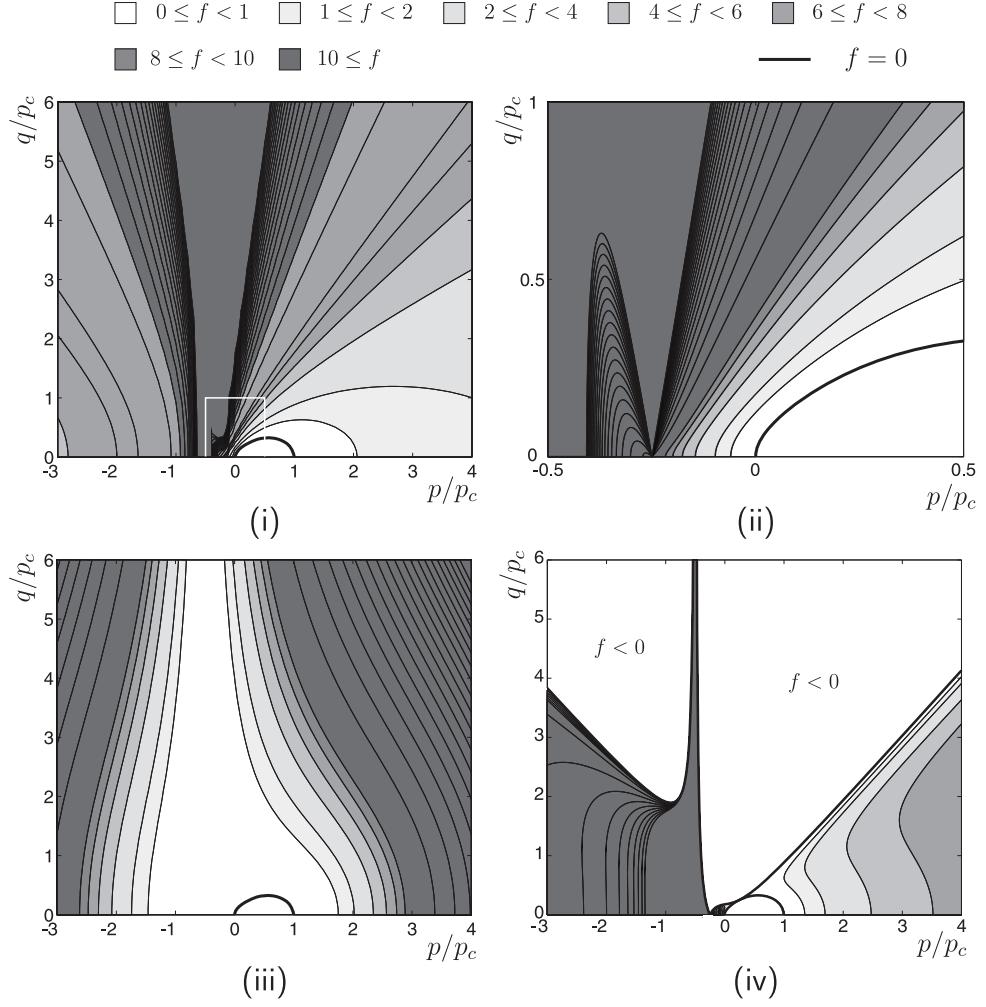 0 ≤ f < 1
1 ≤ f < 2
2 ≤ f < 4
4 ≤ f < 6
6 ≤ f < 8
8 ≤ f < 10
10 ≤ f
f = 0
q/p_c
6
5
4
3
2
1
0
-3 -2 -1 0 1 2 3 4
p/p_c
(i)
q/p_c
1
0.5
0
-0.5 0 0.5
p/p_c
(ii)
q/p_c
6
5
4
3
2
1
0
-3 -2 -1 0 1 2 3 4
p/p_c
(iii)
q/p_c
6
5
4
3
2
1
0
f < 0
f < 0
-3 -2 -1 0 1 2 3 4
p/p_c
(iv)